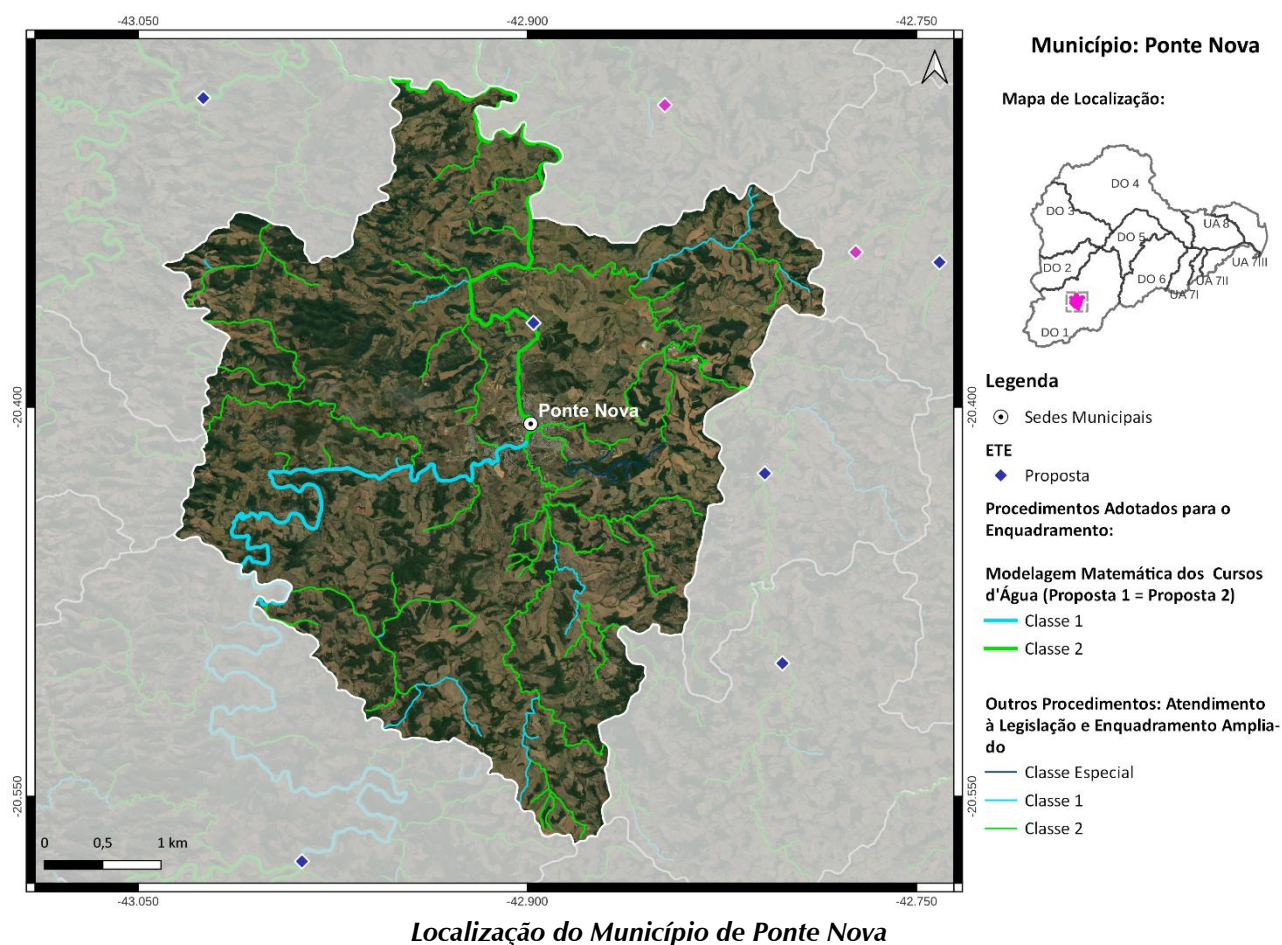 -43.050
-42.900
-42.750
Município: Ponte Nova
Mapa de Localização:
DO 4
DO 3
UA 8
DO 5
UA 7III
DO 2
DO 6
UA 7II
UA 7I
DO 1
-20.400
-20.400
Ponte Nova
Legenda
Sedes Municipais
ETE
Proposta
Procedimentos Adotados para o
Enquadramento:
Modelagem Matemática dos Cursos
d'Água (Proposta 1 = Proposta 2)
Classe 1
Classe 2
Outros Procedimentos: Atendimento
à Legislação e Enquadramento Amplia-
do
Classe Especial
Classe 1
Classe 2
-20.550
-20.550
0 0,5 1 km
-43.050
-42.900
-42.750
Localização do Município de Ponte Nova